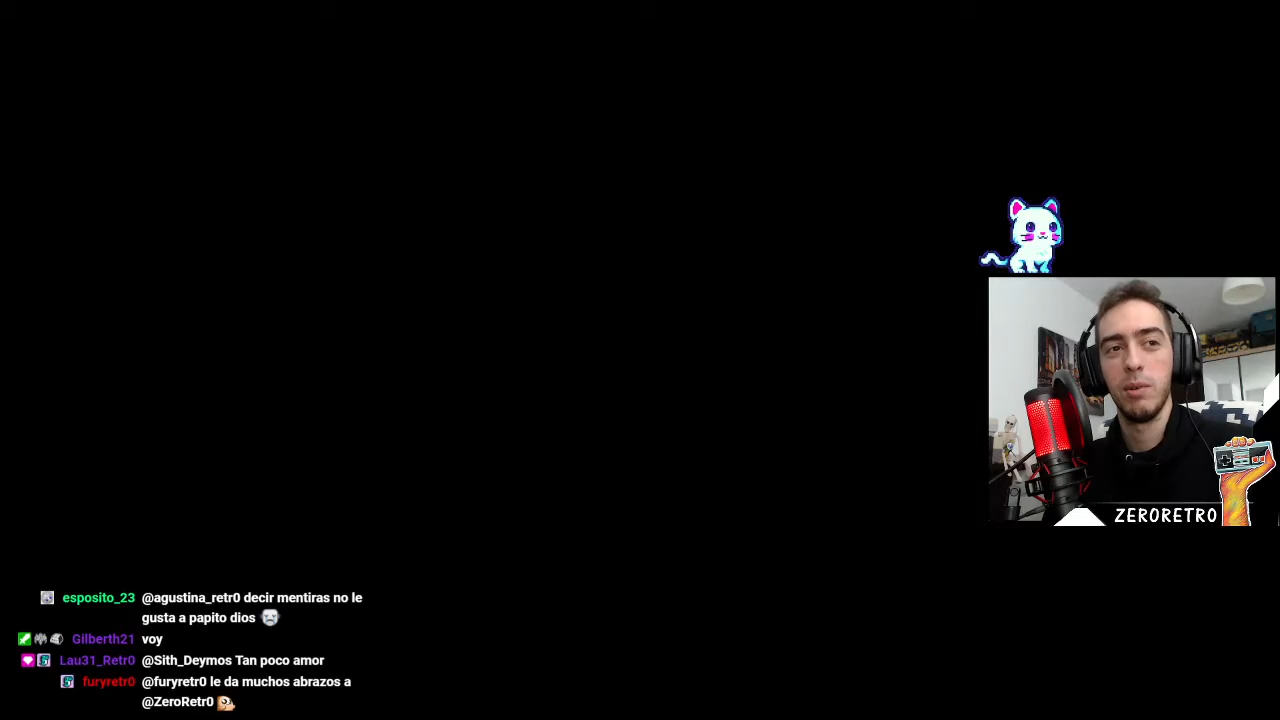 ZERORETRO
esposito_23 @agustina_retr0 decir mentiras no le
gusta a papito dios
Gilberth21 voy
Lau31_Retr0 @Sith_Deymos Tan poco amor
furyretr0 @furyretr0 le da muchos abrazos a
@ZeroRetr0